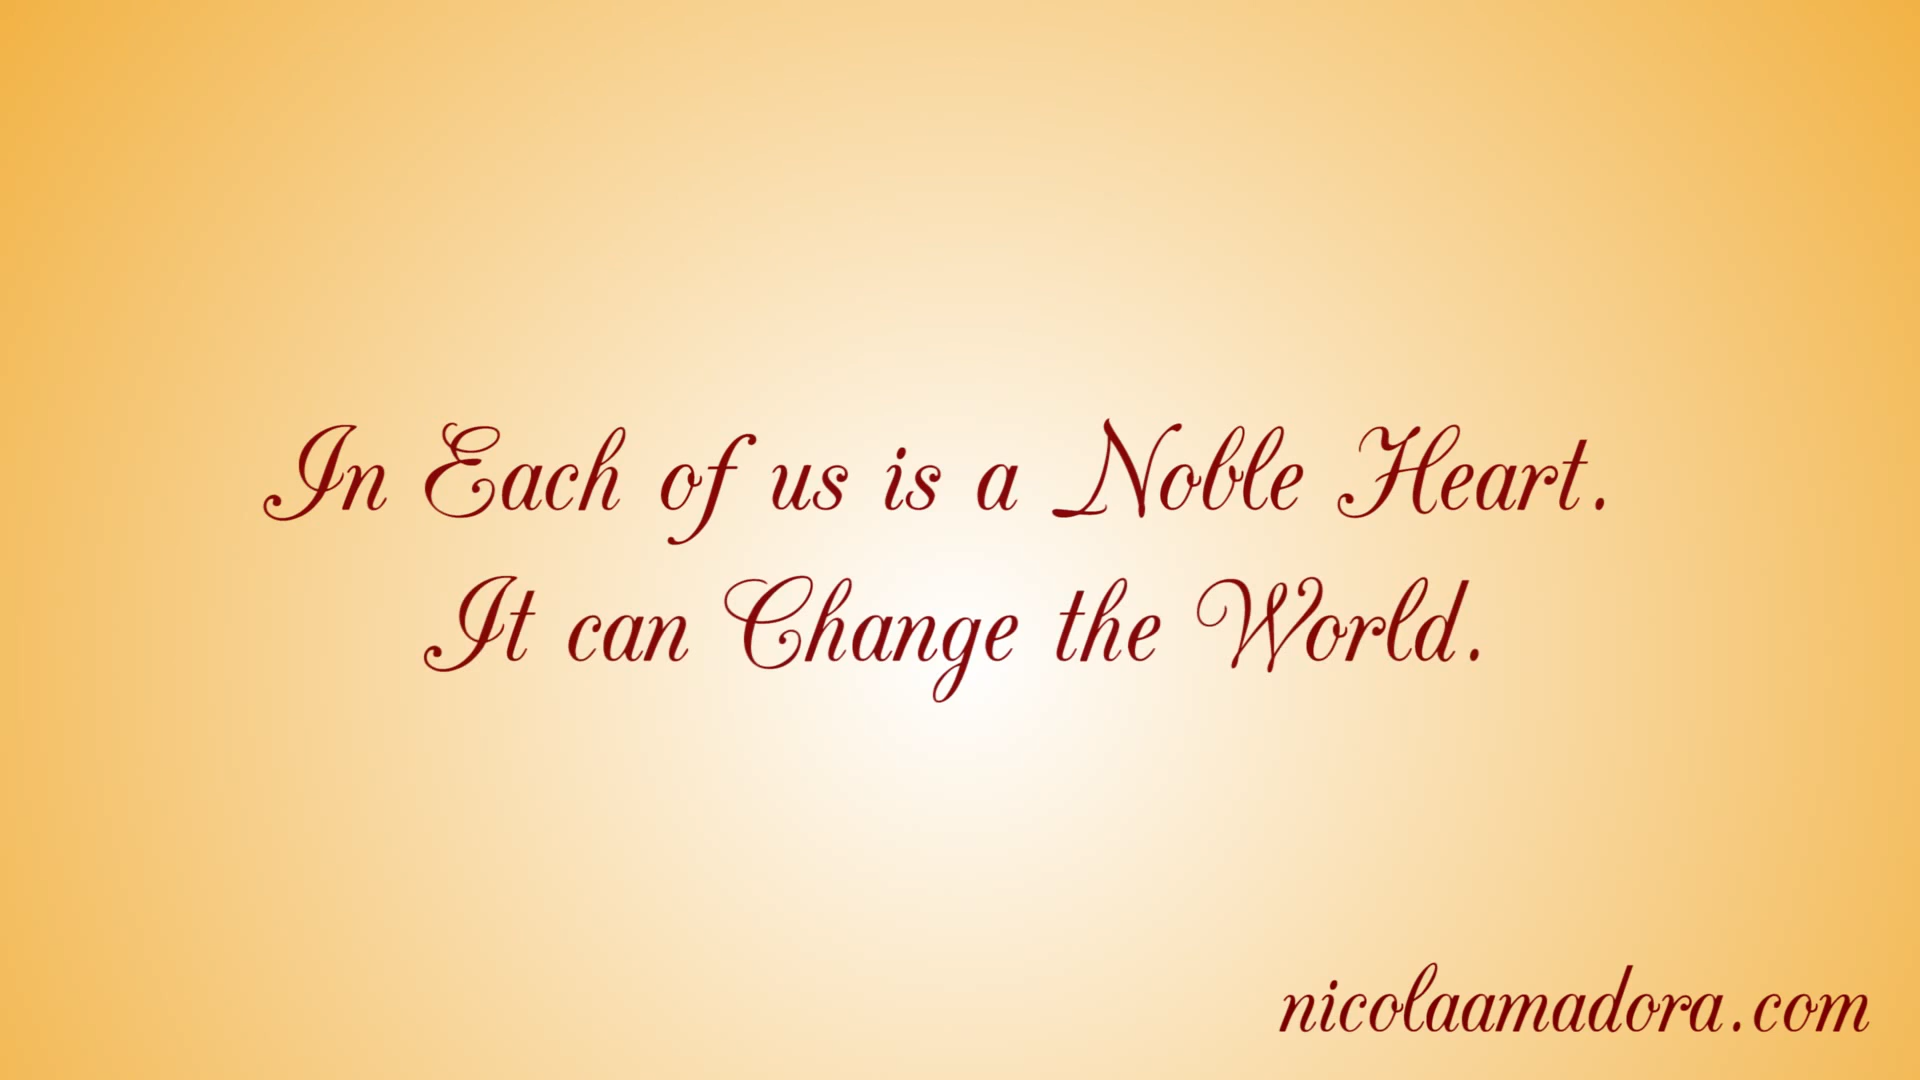 In Each of us is a Noble Heart.
It can Change the World.
nicolaamadora.com